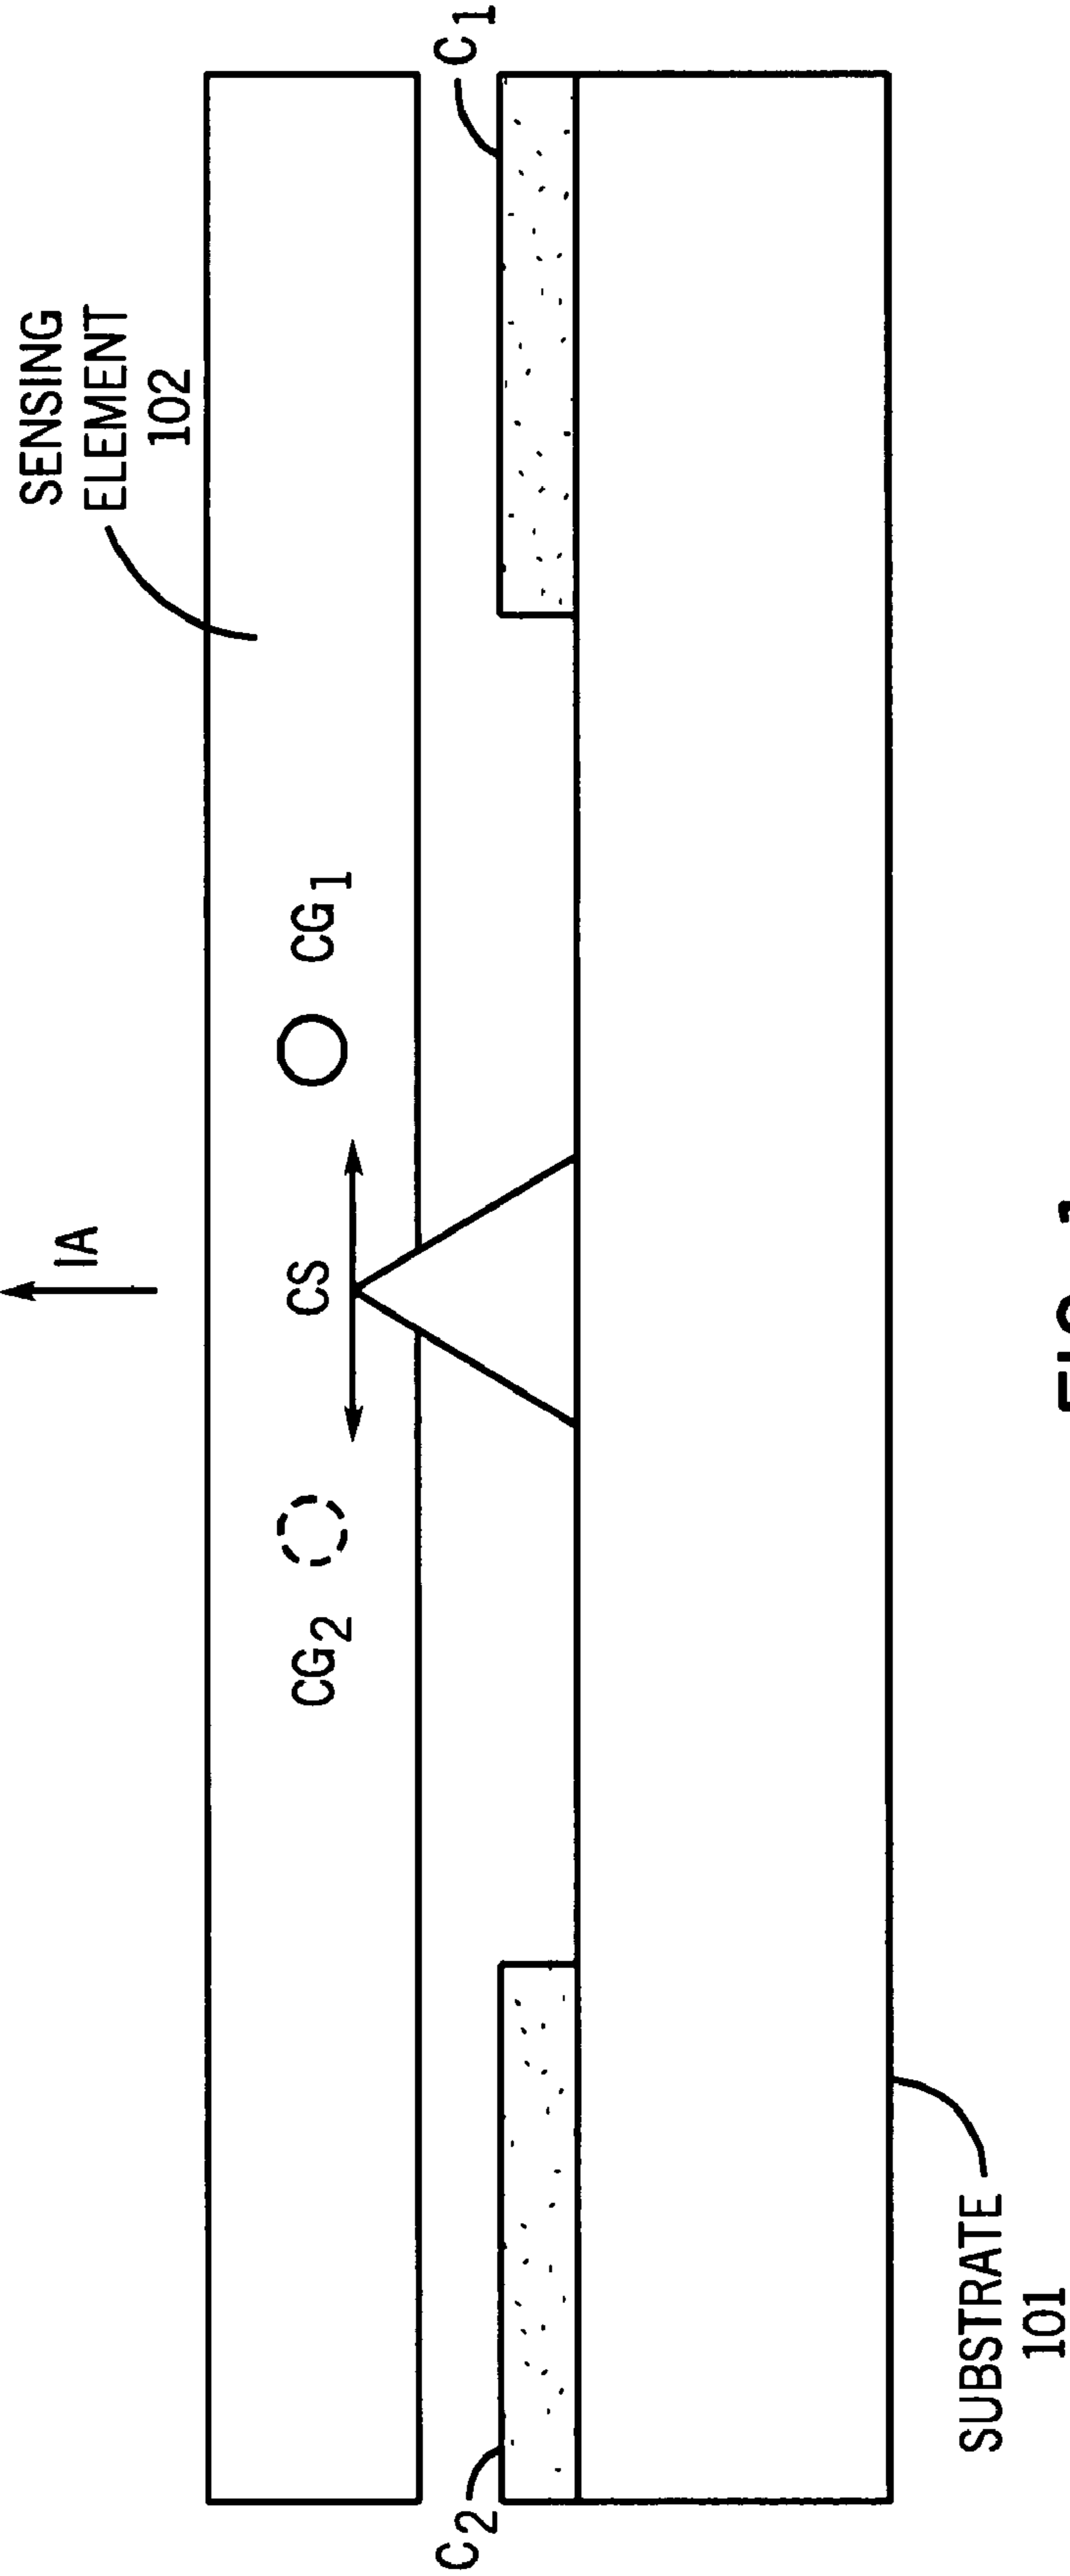 IA
SENSING
ELEMENT
102
CG2
CS
CG1
C2
C1
SUBSTRATE
101